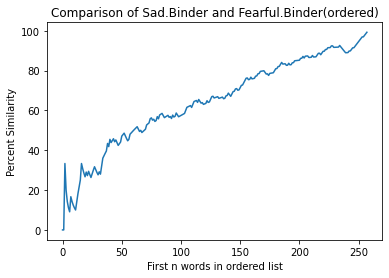 Comparison of Sad.Binder and Fearful.Binder(ordered)
100
80
60
40
20
0
Percent Similarity
0 50 100 150 200 250
First n words in ordered list